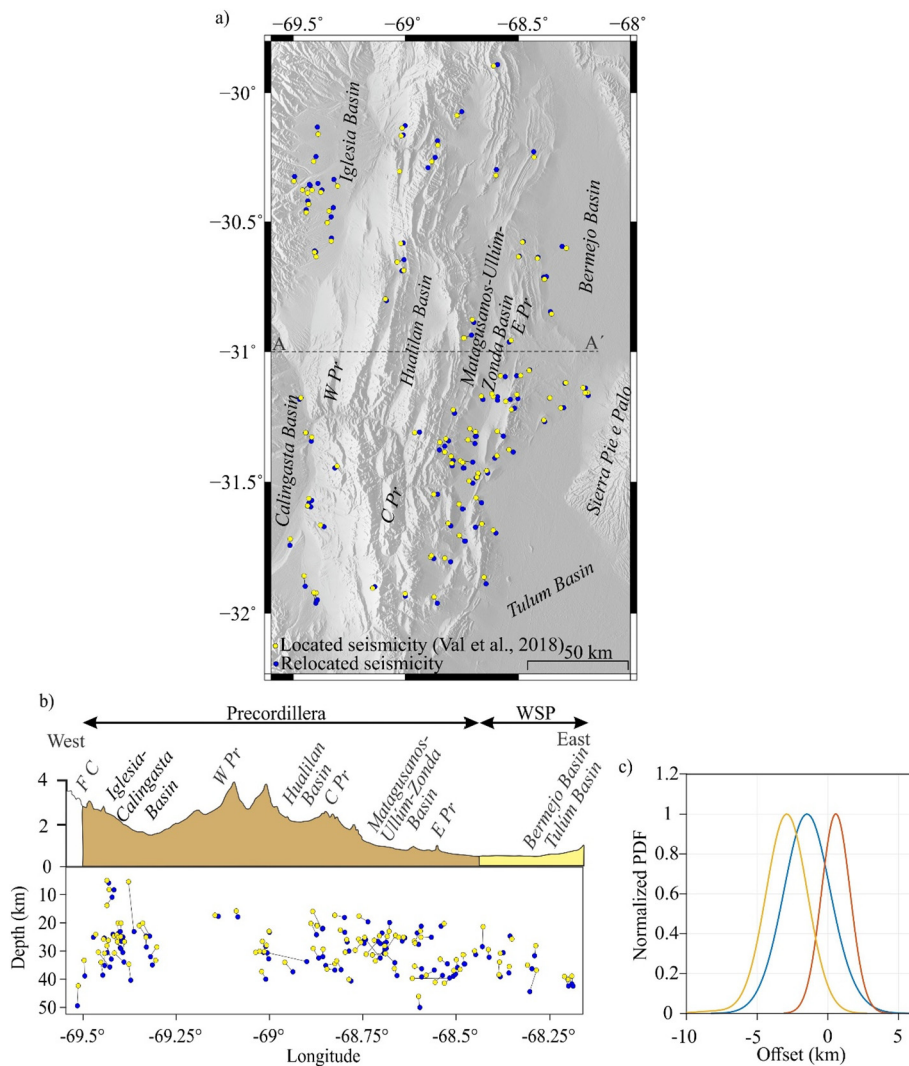 a)
−69.5° −69° −68.5° −68°
−30°
−30.5°
−31°
−31.5°
−32°
Iglesia Basin
Bermejo Basin
Hualilan Basin
Matagusanos-Ullúm-
Zonda Basin
E Pr
A A´
W Pr
Calingasta Basin
C Pr
Sierra Pie e Palo
Tulum Basin
Located seismicity (Val et al., 2018)
Relocated seismicity
50 km
b)
Precordillera WSP
West East
F C
Iglesia-
Calingasta
Basin
W Pr
Hualilan
Basin
C Pr
Matagusanos-
Ullum-Zonda
Basin
E Pr
Bermejo Basin
Tulum Basin
4
2
0
Depth (km)
10
20
30
40
50
-69.5 -69.25° -69° -68.75° -68.5° -68.25°
Longitude
c)
Normalized PDF
1.2
1
0.8
0.6
0.4
0.2
0
-10 -5 0 5
Offset (km)